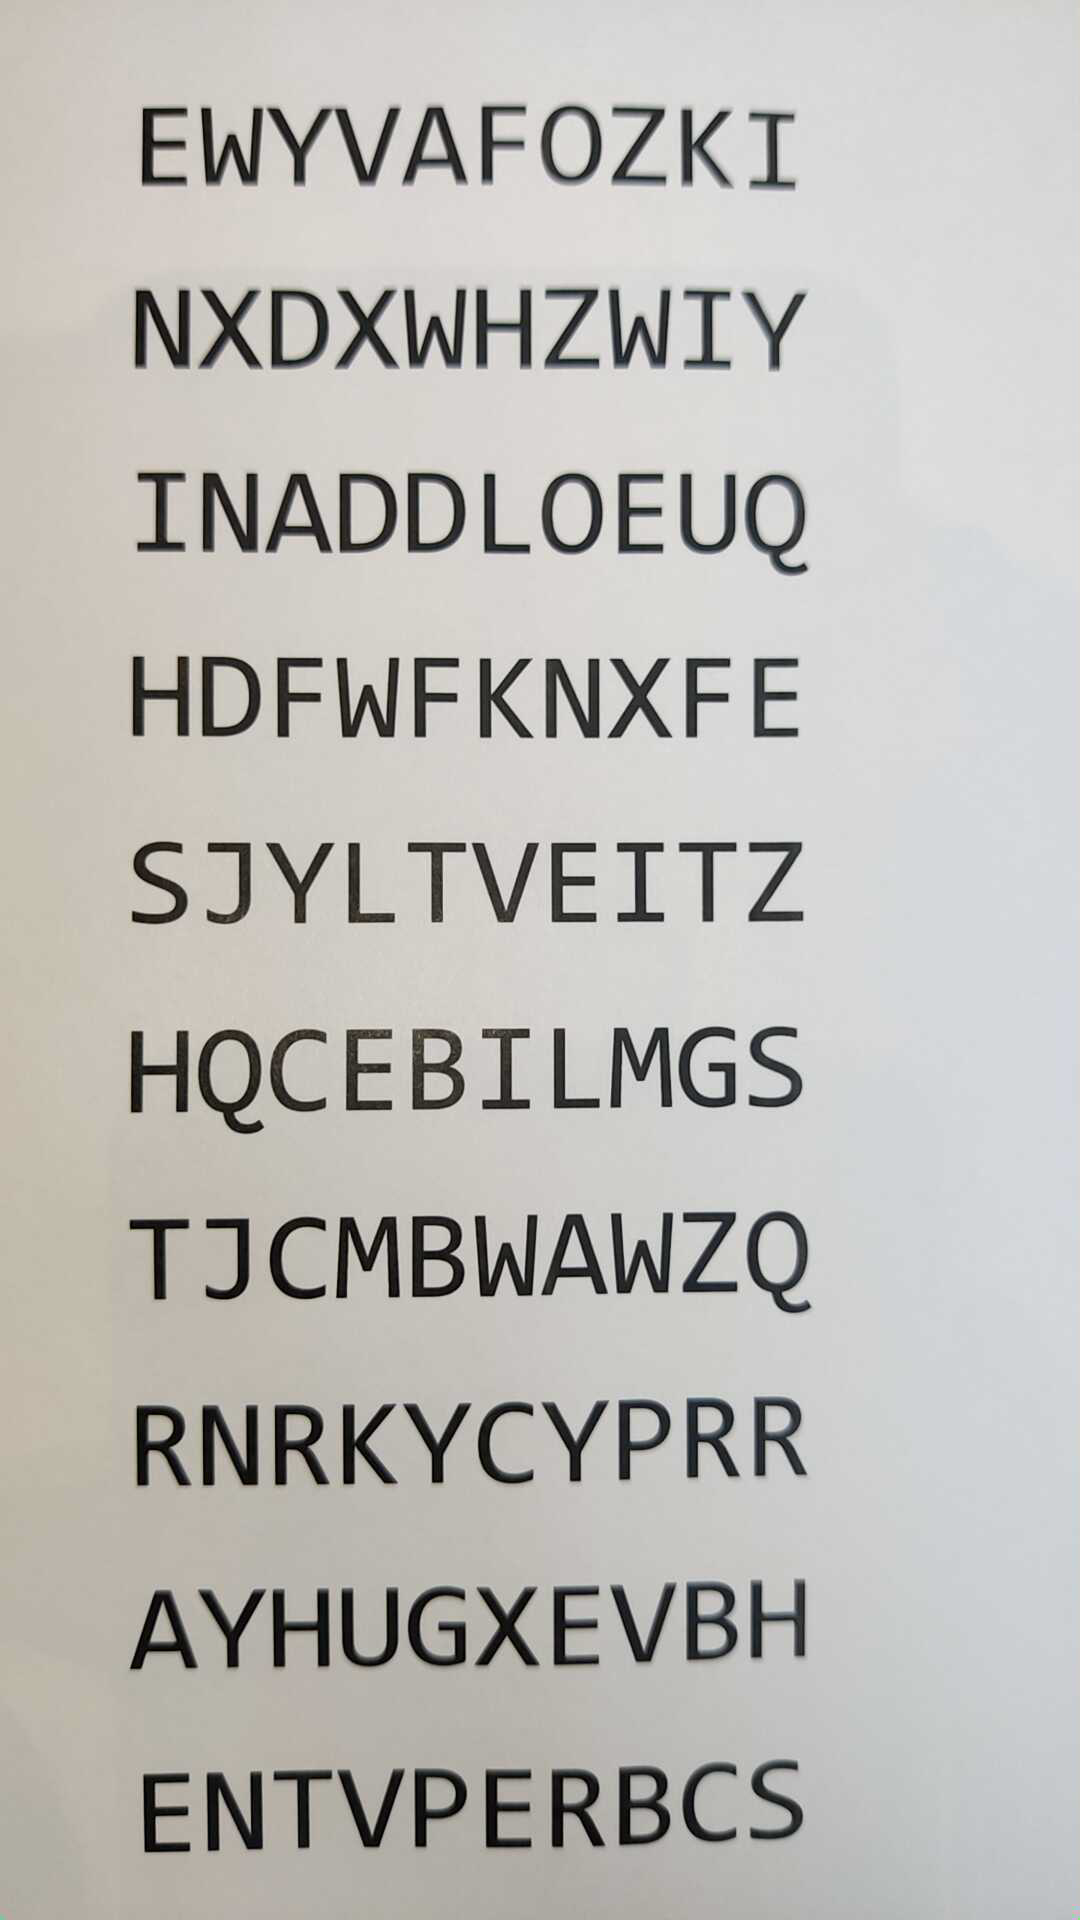 EWYVAFOZKI
NXDXWHZWIY
INADDLOEUQ
HDFWFKNXFE
SJYLTVEITZ
HQCEBILMGS
TJCMBWAWZQ
RNRKYCYPRR
AYHUGXEVBH
ENTVPERBCS